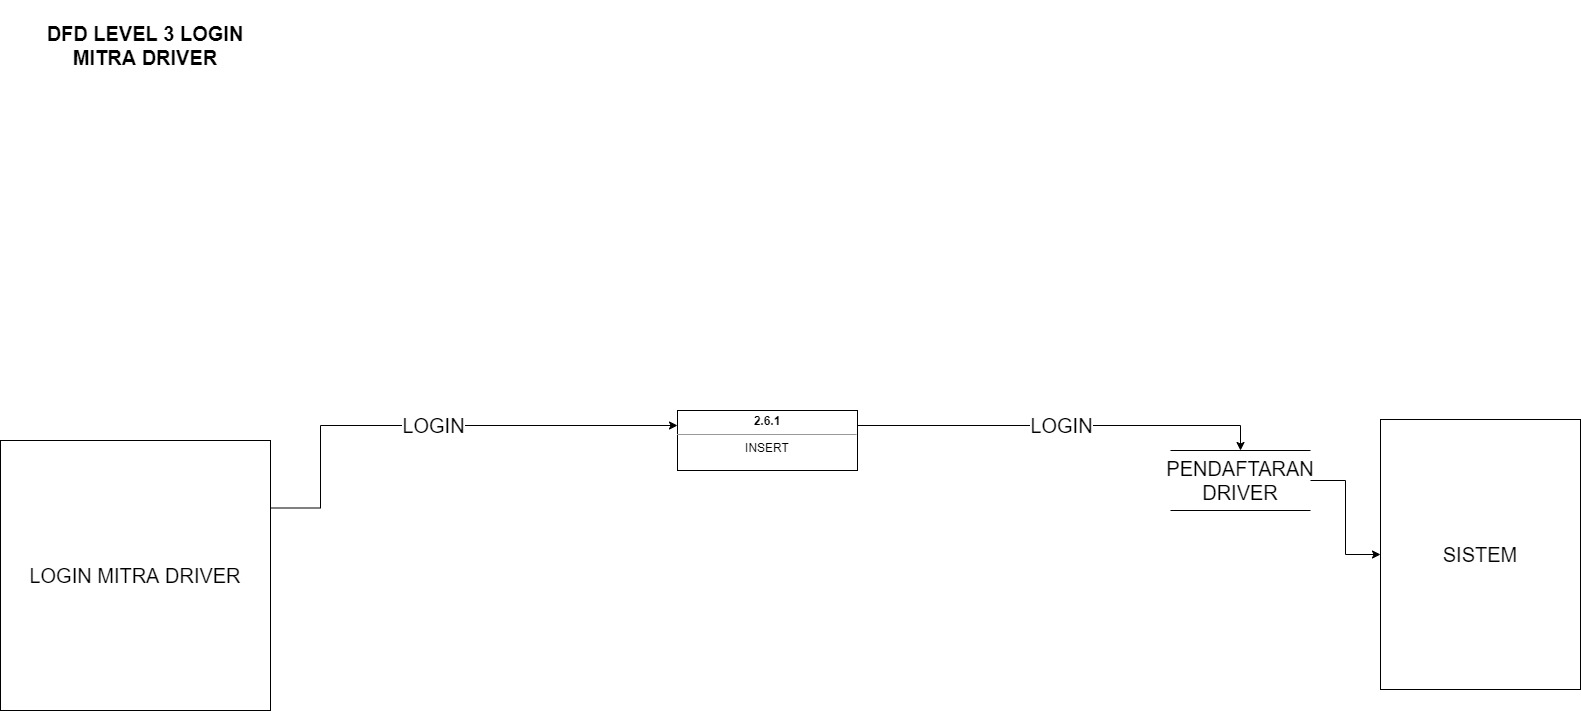 DFD LEVEL 3 LOGIN
MITRA DRIVER
LOGIN
2.6.1
INSERT
LOGIN
PENDAFTARAN
DRIVER
SISTEM
LOGIN MITRA DRIVER